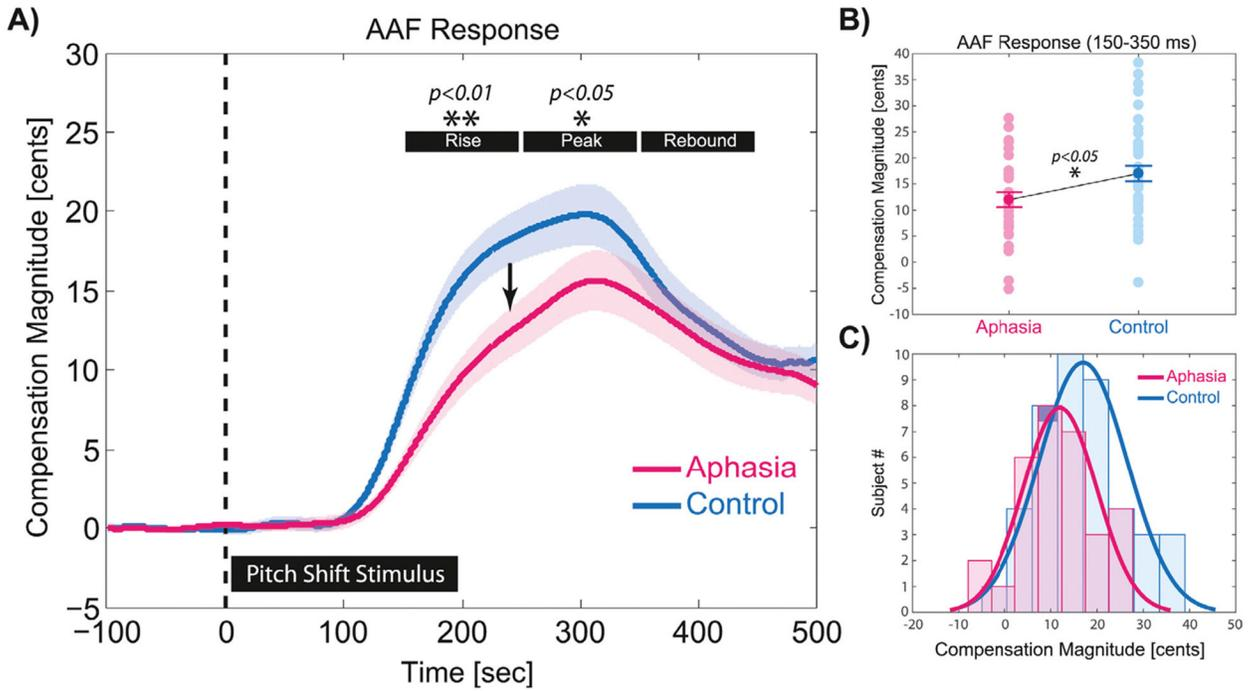 A)
AAF Response
30
25
20
15
10
5
0
−5
Compensation Magnitude [cents]
p<0.01
**
p<0.05
*
Rise
Peak
Rebound
Aphasia
Control
Pitch Shift Stimulus
−100 0 100 200 300 400 500
Time [sec]
B)
AAF Response (150-350 ms)
40
35
30
25
20
15
10
5
0
-5
-10
Compensation Magnitude [cents]
p<0.05
*
Aphasia Control
C)
10
9
8
7
6
5
4
3
2
1
0
Subject #
Aphasia
Control
-20 -10 0 10 20 30 40 50
Compensation Magnitude [cents]